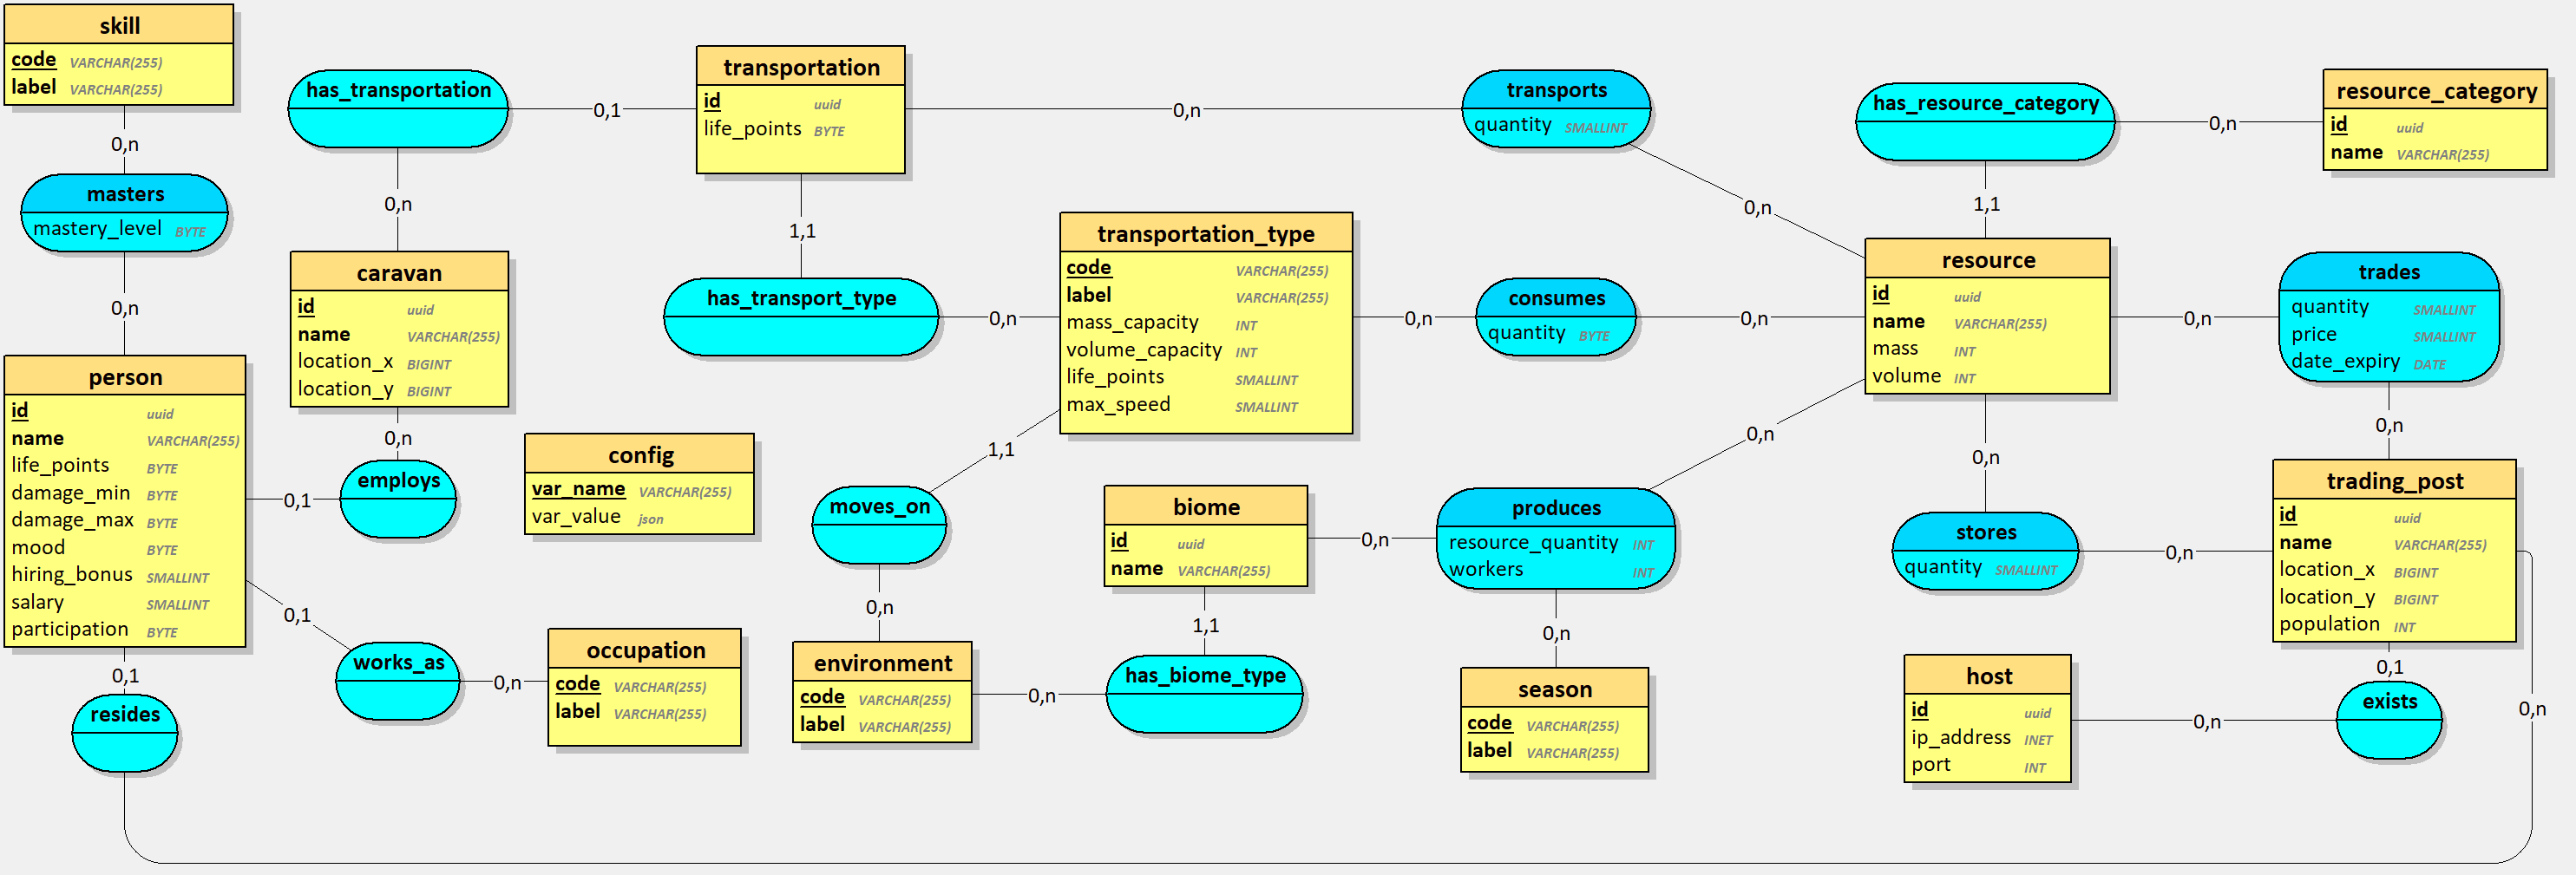 skill
code VARCHAR(255)
label VARCHAR(255)
0,n
masters
mastery_level BYTE
0,n
person
id uuid
name VARCHAR(255)
life_points BYTE
damage_min BYTE
damage_max BYTE
mood BYTE
hiring_bonus SMALLINT
salary SMALLINT
participation BYTE
0,1
resides
has_transportation
0,1
0,n
caravan
id uuid
name VARCHAR(255)
location_x BIGINT
location_y BIGINT
0,n
employs
0,1
0,1
works_as
0,n
occupation
code VARCHAR(255)
label VARCHAR(255)
config
var_name VARCHAR(255)
var_value json
transportation
id uuid
life_points BYTE
0,n
1,1
has_transport_type
0,n
transportation_type
code VARCHAR(255)
label VARCHAR(255)
mass_capacity INT
volume_capacity INT
life_points SMALLINT
max_speed SMALLINT
1,1
moves_on
0,n
environment
code VARCHAR(255)
label VARCHAR(255)
0,n
has_biome_type
1,1
biome
id uuid
name VARCHAR(255)
0,n
produces
resource_quantity INT
workers INT
0,n
0,n
season
code VARCHAR(255)
label VARCHAR(255)
transports
quantity SMALLINT
0,n
0,n
consumes
quantity BYTE
0,n
has_resource_category
0,n
resource_category
id uuid
name VARCHAR(255)
1,1
resource
id uuid
name VARCHAR(255)
mass INT
volume INT
0,n
trades
quantity SMALLINT
price SMALLINT
date_expiry DATE
0,n
0,n
stores
quantity SMALLINT
0,n
trading_post
id uuid
name VARCHAR(255)
location_x BIGINT
location_y BIGINT
population INT
0,1
exists
0,n
host
id uuid
ip_address INET
port INT
0,n